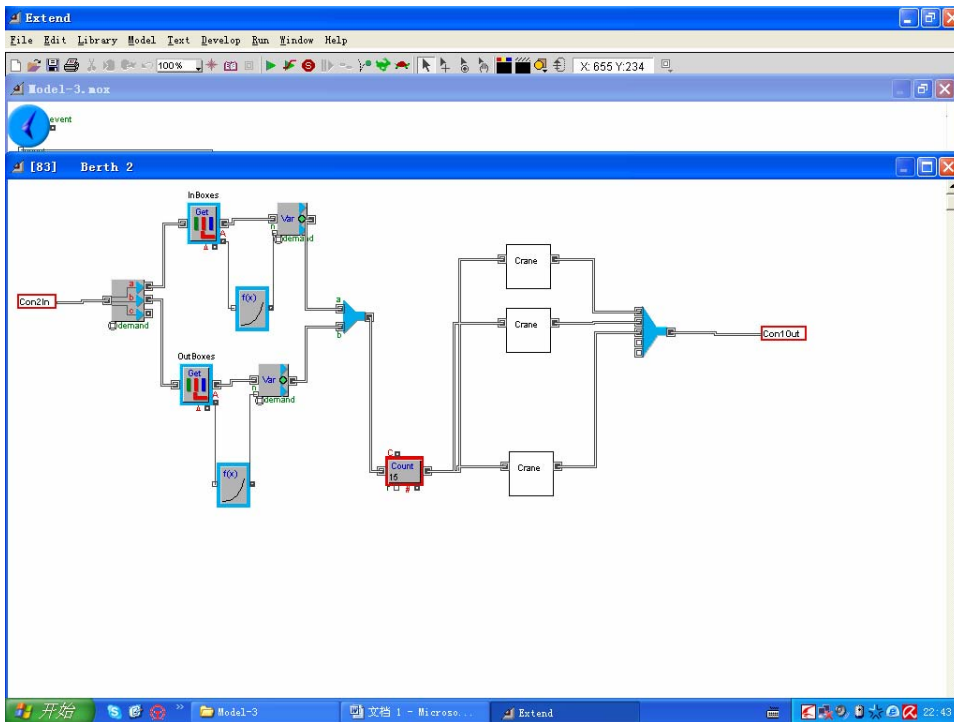 Extend
File Edit Library Model Text Develop Run Window Help
100% X: 655 Y:234
Model-3.mox
event
[83] Berth 2
InBoxes
Get
A
Δ
Var
n
demand
Crane
Con2In
a
b
c
demand
f(x)
a
b
Crane
Con1Out
OutBoxes
Get
A
Δ
Var
n
demand
f(x)
C
Count
15
r #
Crane
开始 Model-3 文档 1 - Microso... Extend 22:43